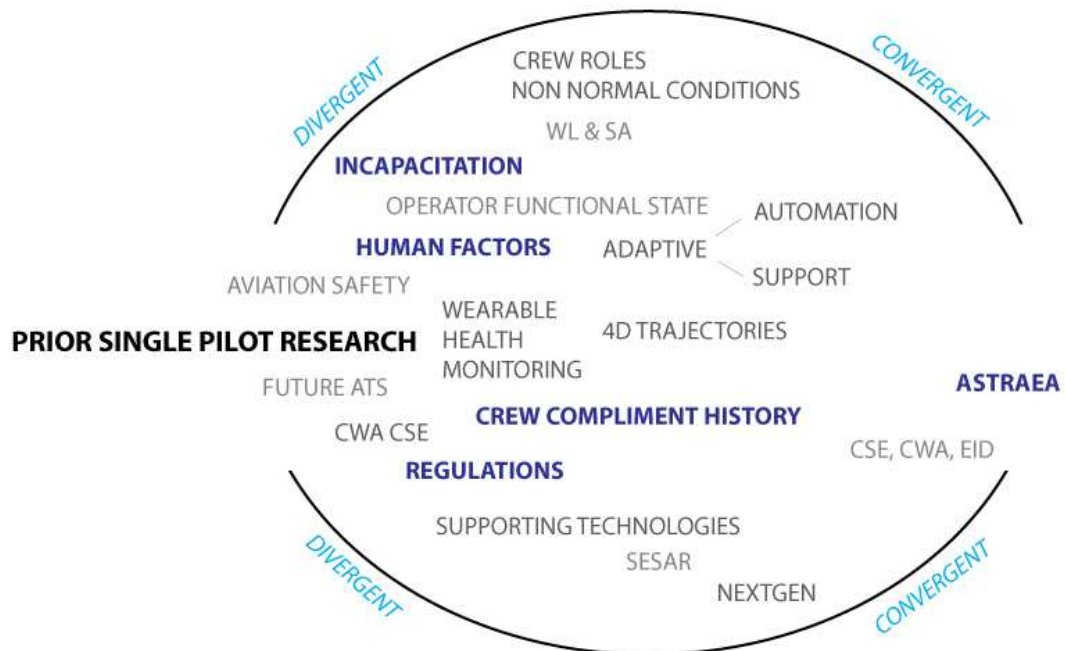 DIVERGENT
CONVERGENT
CREW ROLES
NON NORMAL CONDITIONS
WL & SA
INCAPACITATION
OPERATOR FUNCTIONAL STATE
AUTOMATION
HUMAN FACTORS
ADAPTIVE
SUPPORT
AVIATION SAFETY
WEARABLE
HEALTH
MONITORING
4D TRAJECTORIES
PRIOR SINGLE PILOT RESEARCH
FUTURE ATS
ASTRAEA
CREW COMPLIMENT HISTORY
CWA CSE
CSE, CWA, EID
REGULATIONS
SUPPORTING TECHNOLOGIES
SESAR
NEXTGEN
DIVERGENT
CONVERGENT